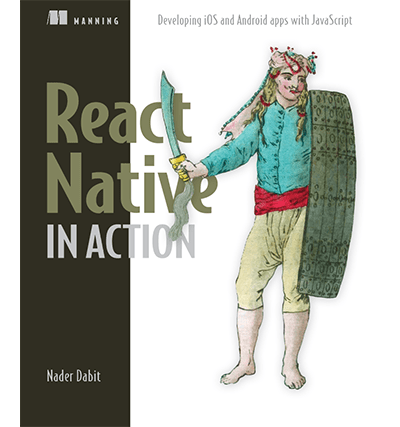 MANNING
Developing iOS and Android apps with JavaScript
React
Native
IN ACTION
Nader Dabit